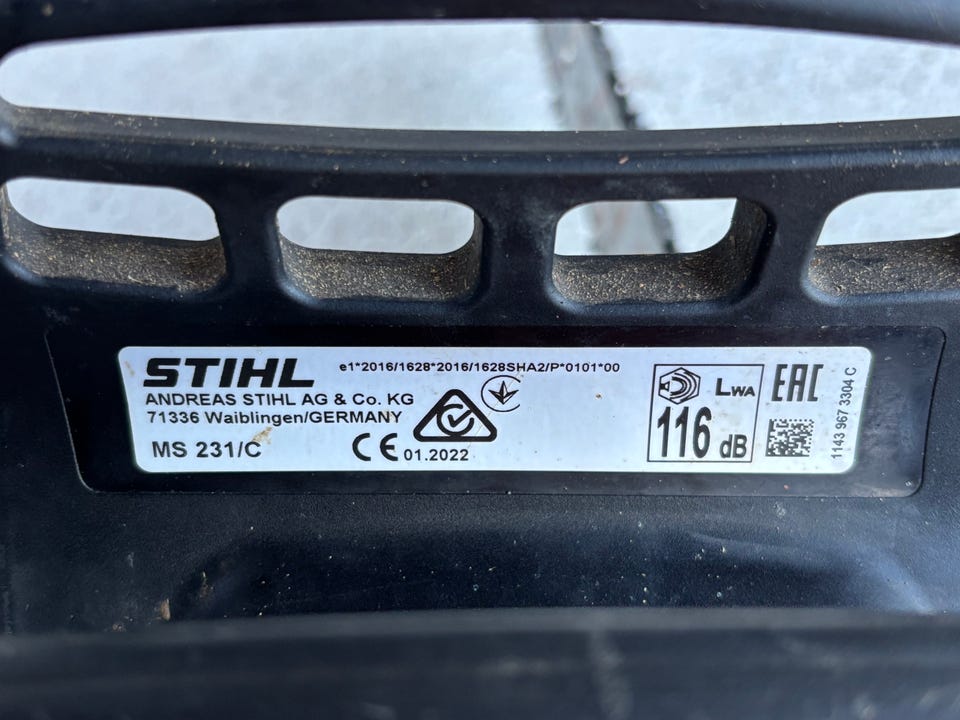 STIHL
e1*2016/1628*2016/1628SHA2/P*0101*00
ANDREAS STIHL AG & Co. KG
71336 Waiblingen/GERMANY
MS 231/C
CE 01.2022
LWA
116 dB
EAC
1143 967 3304 C